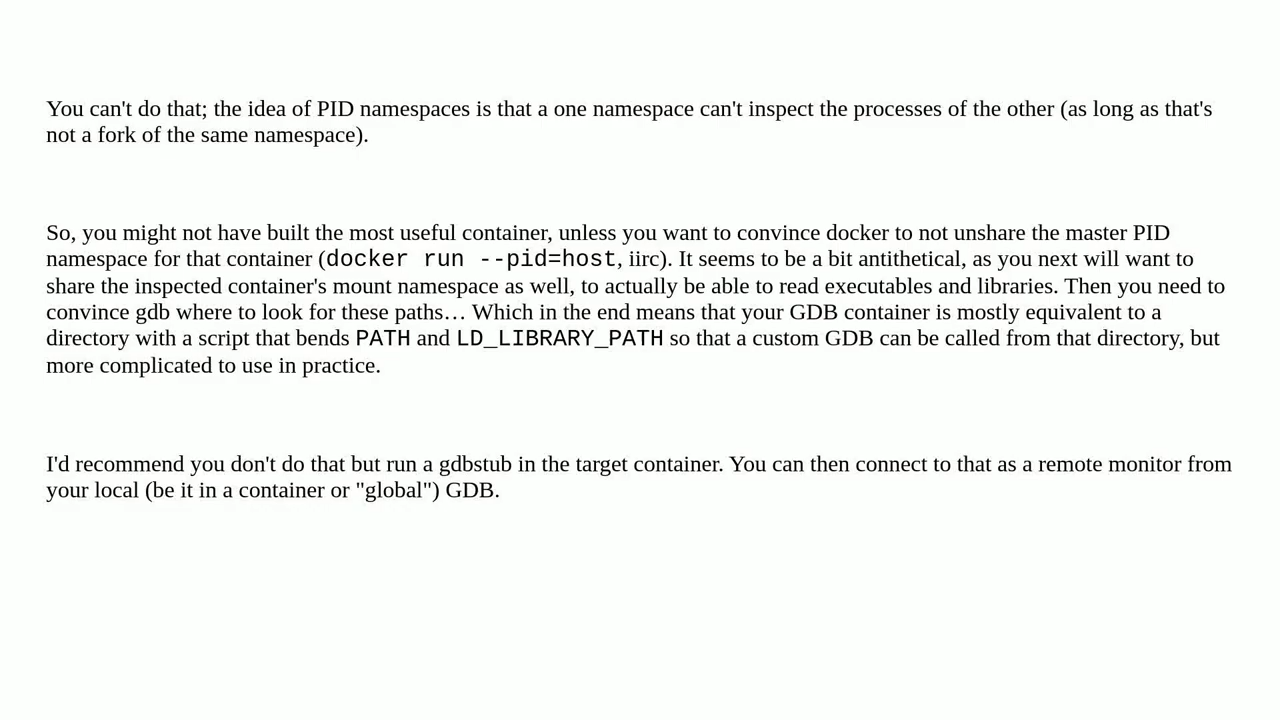 You can't do that; the idea of PID namespaces is that a one namespace can't inspect the processes of the other (as long as that's
not a fork of the same namespace).
So, you might not have built the most useful container, unless you want to convince docker to not unshare the master PID
namespace for that container (docker run --pid=host, iirc). It seems to be a bit antithetical, as you next will want to
share the inspected container's mount namespace as well, to actually be able to read executables and libraries. Then you need to
convince gdb where to look for these paths… Which in the end means that your GDB container is mostly equivalent to a
directory with a script that bends PATH and LD_LIBRARY_PATH so that a custom GDB can be called from that directory, but
more complicated to use in practice.
I'd recommend you don't do that but run a gdbstub in the target container. You can then connect to that as a remote monitor from
your local (be it in a container or "global") GDB.